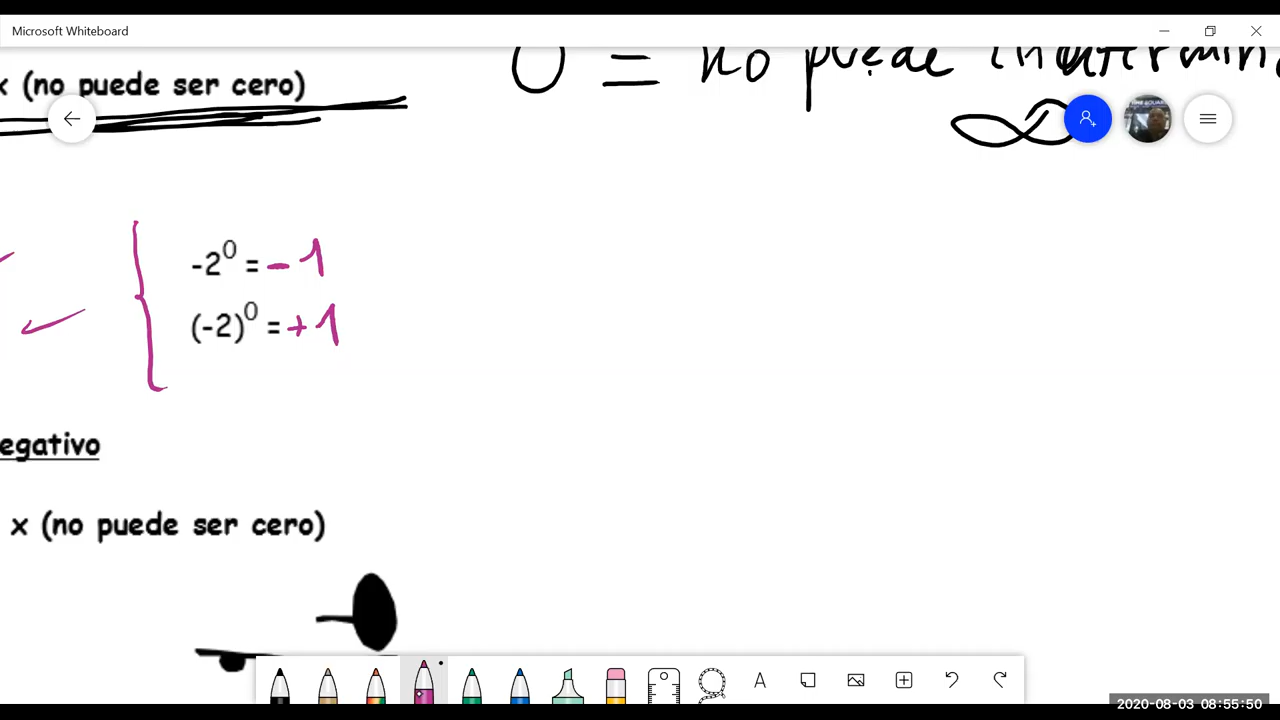 Microsoft Whiteboard
x (no puede ser cero)
0 = no puede
∞
-2⁰ = -1
(-2)⁰ = +1
egativo
x (no puede ser cero)
A
2020-08-03 08:55:50